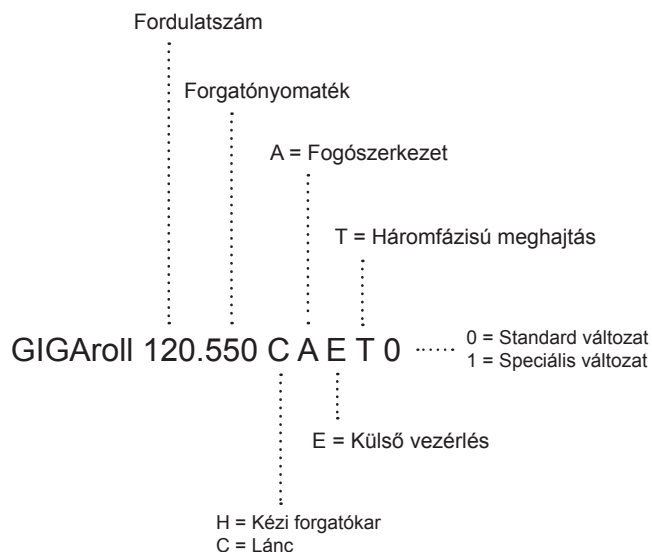 Fordulatszám
Forgatónyomaték
A = Fogószerkezet
T = Háromfázisú meghajtás
GIGAroll 120.550 C A E T 0
0 = Standard változat
1 = Speciális változat
E = Külső vezérlés
H = Kézi forgatókar
C = Lánc